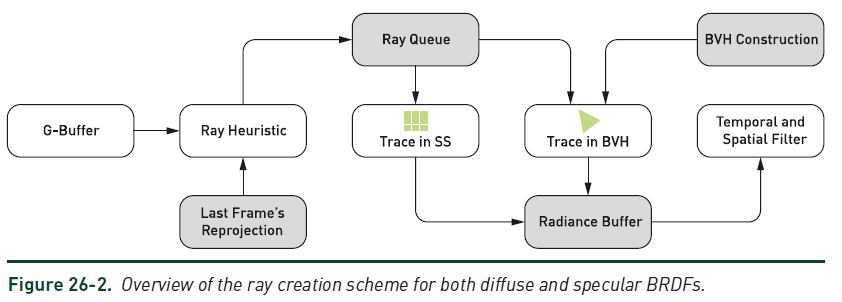 Ray Queue
BVH Construction
G-Buffer
Ray Heuristic
Trace in SS
Trace in BVH
Temporal and
Spatial Filter
Last Frame's
Reprojection
Radiance Buffer
Figure 26-2. Overview of the ray creation scheme for both diffuse and specular BRDFs.